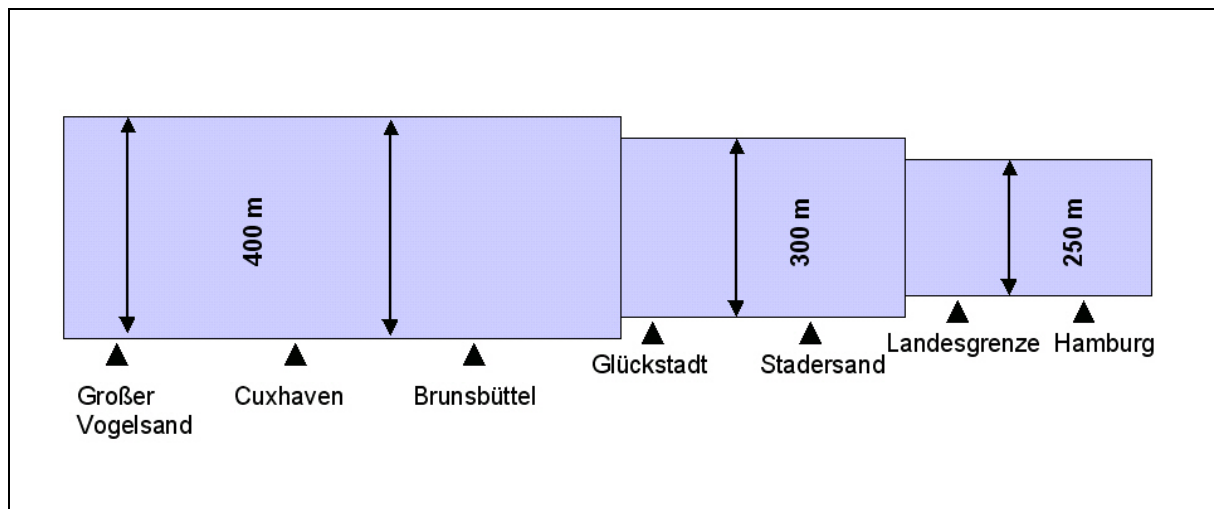 400 m
300 m
250 m
Großer
Vogelsand
Cuxhaven
Brunsbüttel
Glückstadt
Stadersand
Landesgrenze
Hamburg